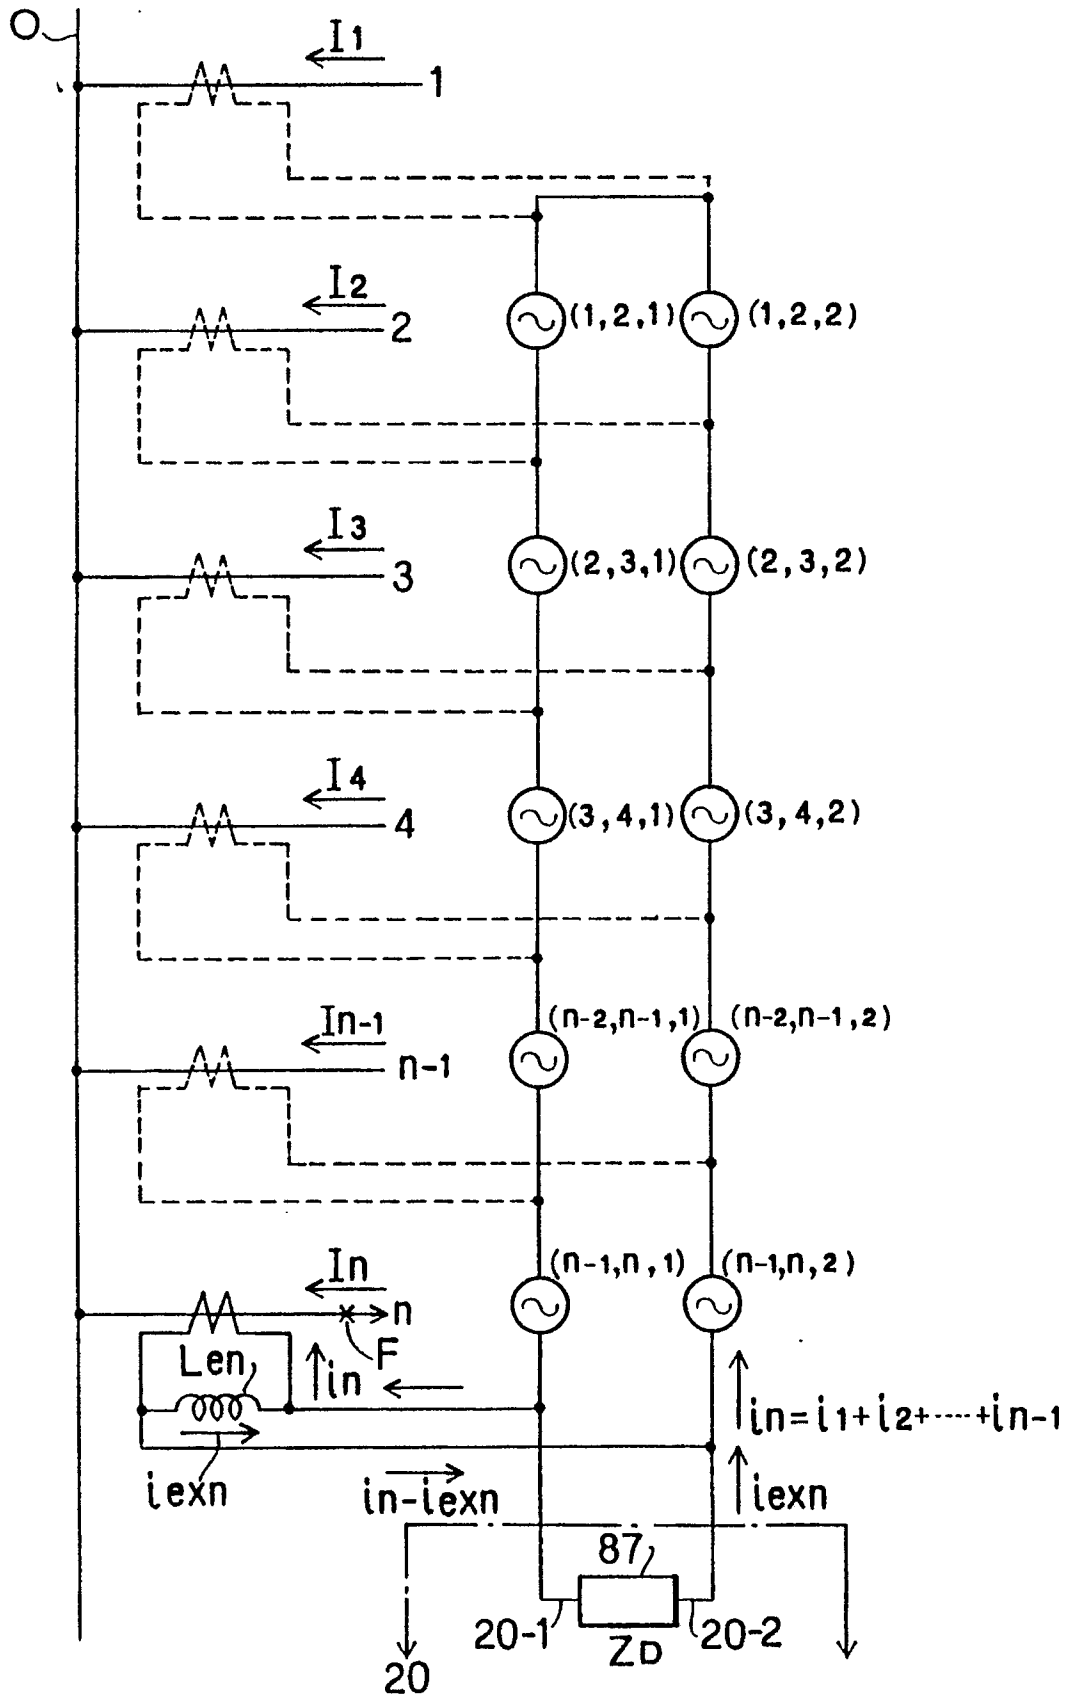 O
I1
1
I2
2
(1,2,1)
(1,2,2)
I3
3
(2,3,1)
(2,3,2)
I4
4
(3,4,1)
(3,4,2)
In-1
n-1
(n-2,n-1,1)
(n-2,n-1,2)
In
n
(n-1,n,1)
(n-1,n,2)
F
Len
in
in=i1+i2+·····+in-1
iexn
in-iexn
iexn
87
20-1
20-2
ZD
20